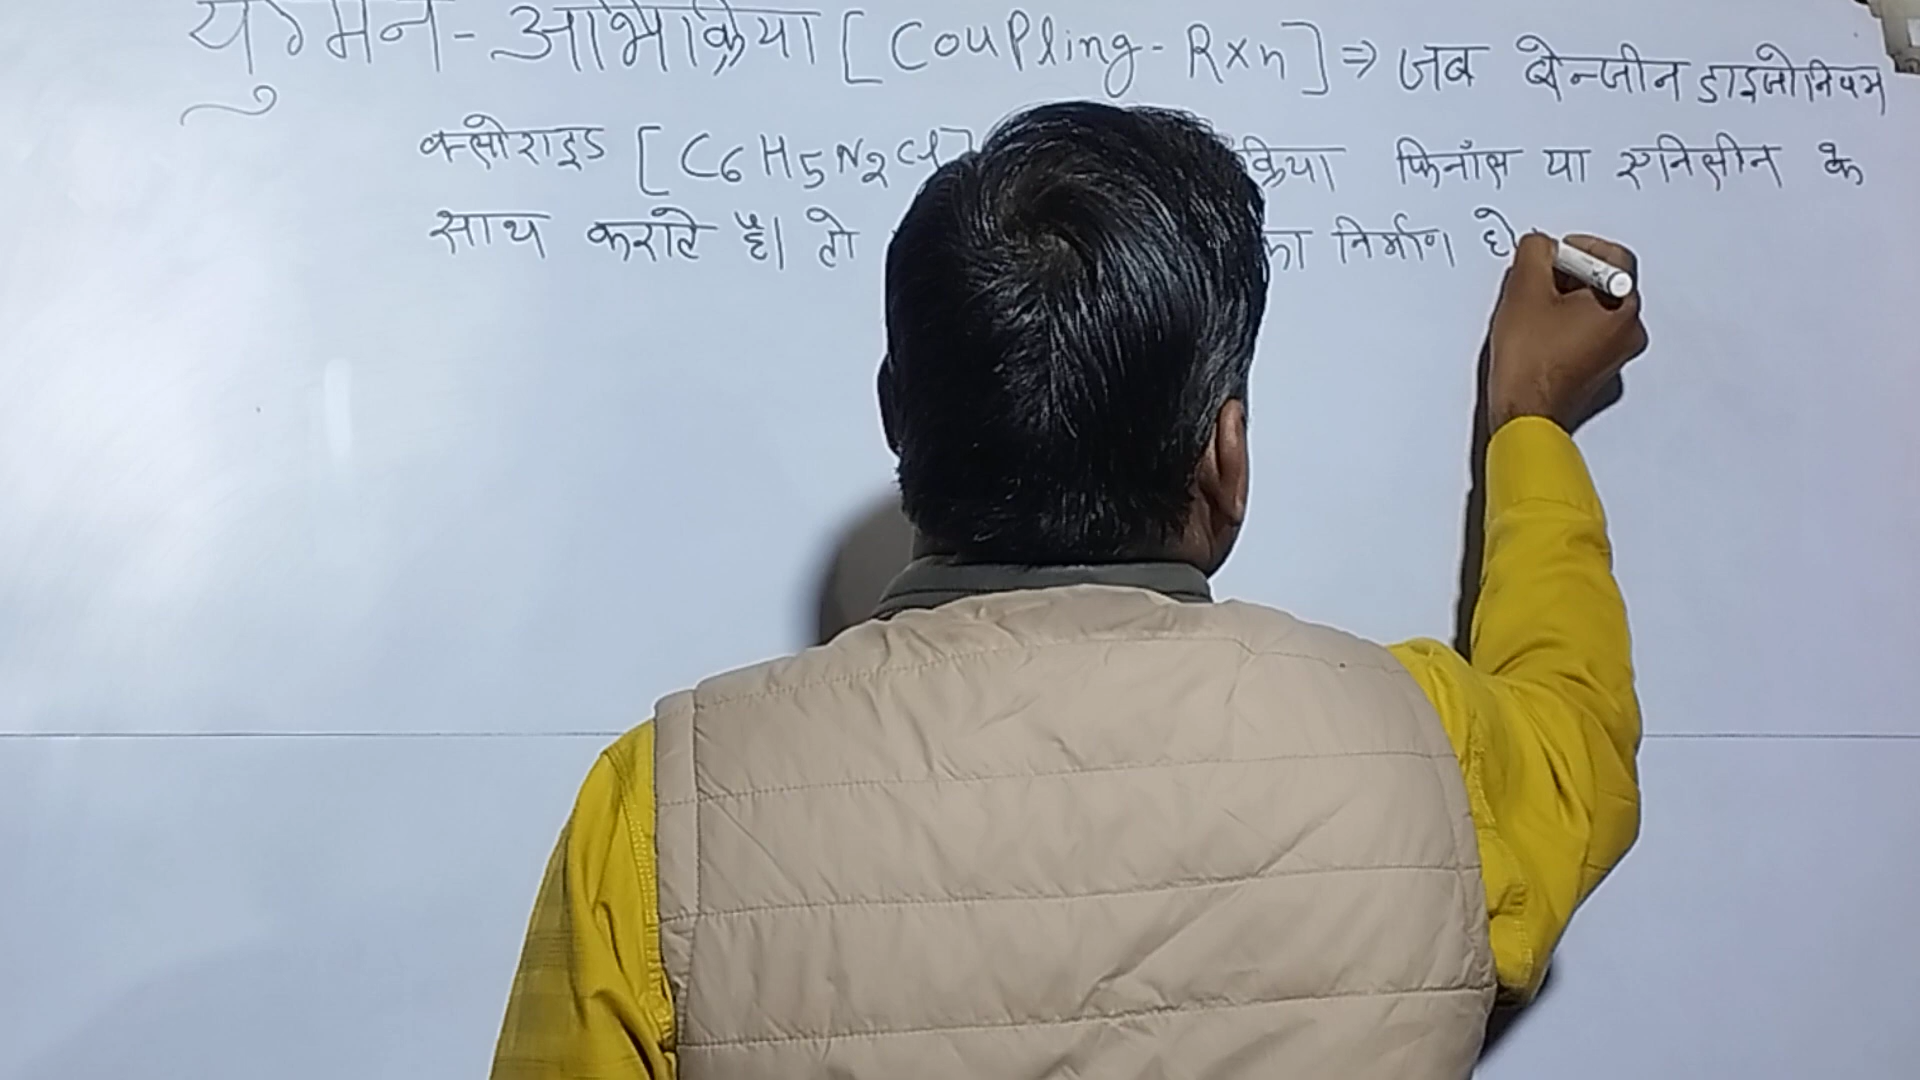 युग्मन - अभिक्रिया [Coupling - Rxn] ⇒ जब बेन्जीन डाइजोनियम
क्लोराइड [C6H5N2Cl] क्रिया फिनॉल या एनिलीन के
साथ कराते है। तो का निर्माण हो